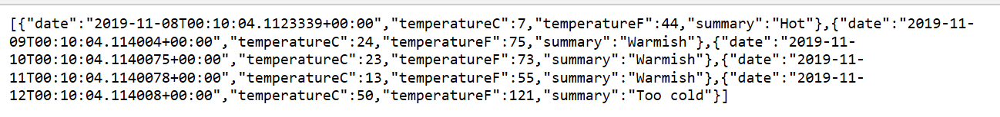 [{"date":"2019-11-08T00:10:04.1123339+00:00","temperatureC":7,"temperatureF":44,"summary":"Hot"},{"date":"2019-11-
09T00:10:04.114004+00:00","temperatureC":24,"temperatureF":75,"summary":"Warmish"},{"date":"2019-11-
10T00:10:04.1140075+00:00","temperatureC":23,"temperatureF":73,"summary":"Warmish"},{"date":"2019-11-
11T00:10:04.1140078+00:00","temperatureC":13,"temperatureF":55,"summary":"Warmish"},{"date":"2019-11-
12T00:10:04.114008+00:00","temperatureC":50,"temperatureF":121,"summary":"Too cold"}]